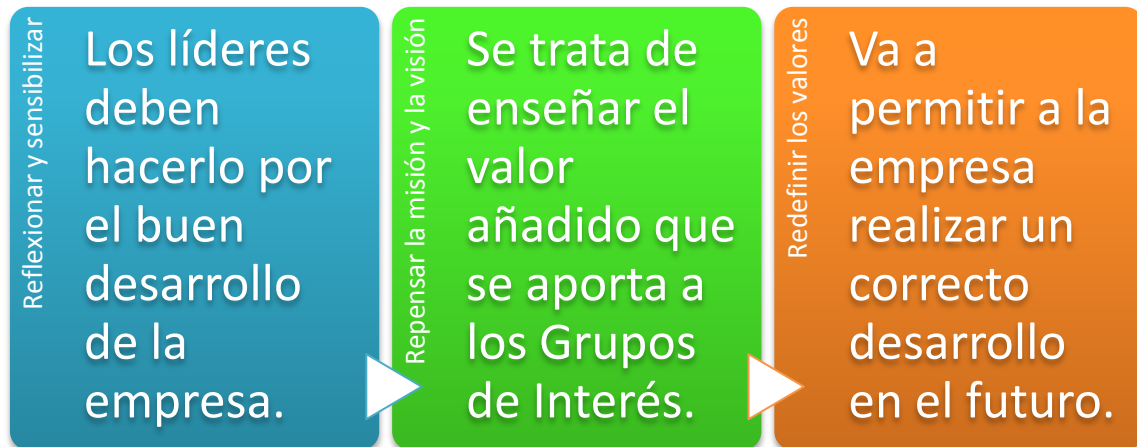 Reflexionar y sensibilizar
Los líderes
deben
hacerlo por
el buen
desarrollo
de la
empresa.
Repensar la misión y la visión
Se trata de
enseñar el
valor
añadido que
se aporta a
los Grupos
de Interés.
Redefinir los valores
Va a
permitir a la
empresa
realizar un
correcto
desarrollo
en el futuro.